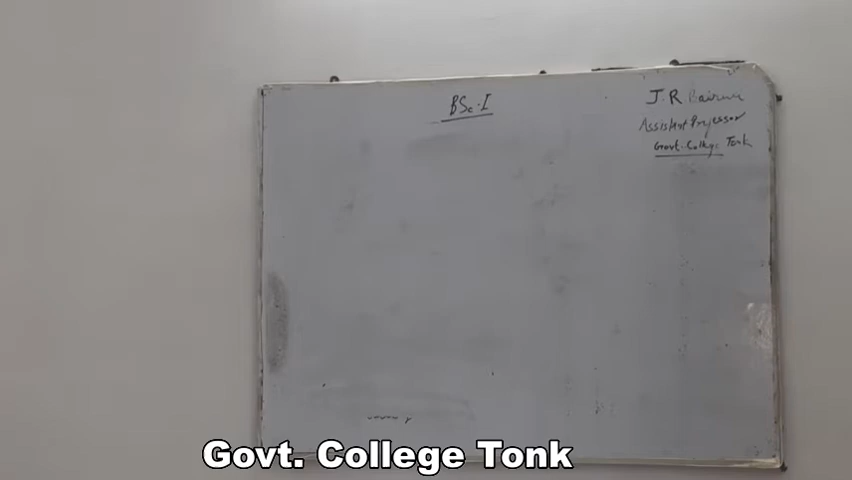 BSc-I
J.R Bairwa
Assistant Professor
Govt. College Tonk
Govt. College Tonk